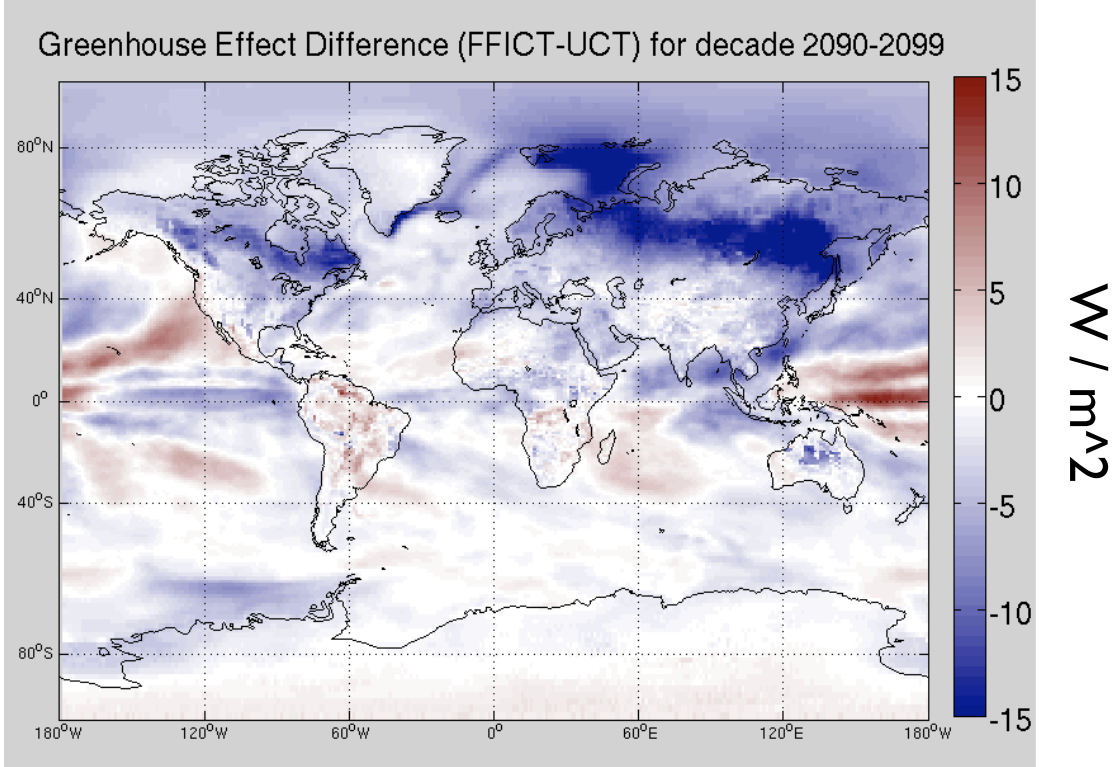 Greenhouse Effect Difference (FFICT-UCT) for decade 2090-2099
80°N
40°N
0°
40°S
80°S
180°W 120°W 60°W 0° 60°E 120°E 180°W
15
10
5
0
-5
-10
-15
W / m^2